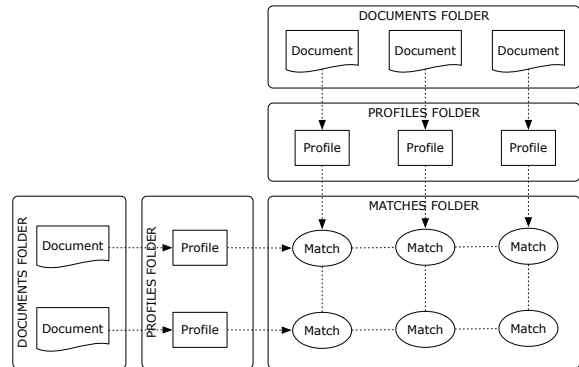 DOCUMENTS FOLDER
Document Document Document
PROFILES FOLDER
Profile Profile Profile
MATCHES FOLDER
DOCUMENTS FOLDER
PROFILES FOLDER
Document Profile Match Match Match
Document Profile Match Match Match